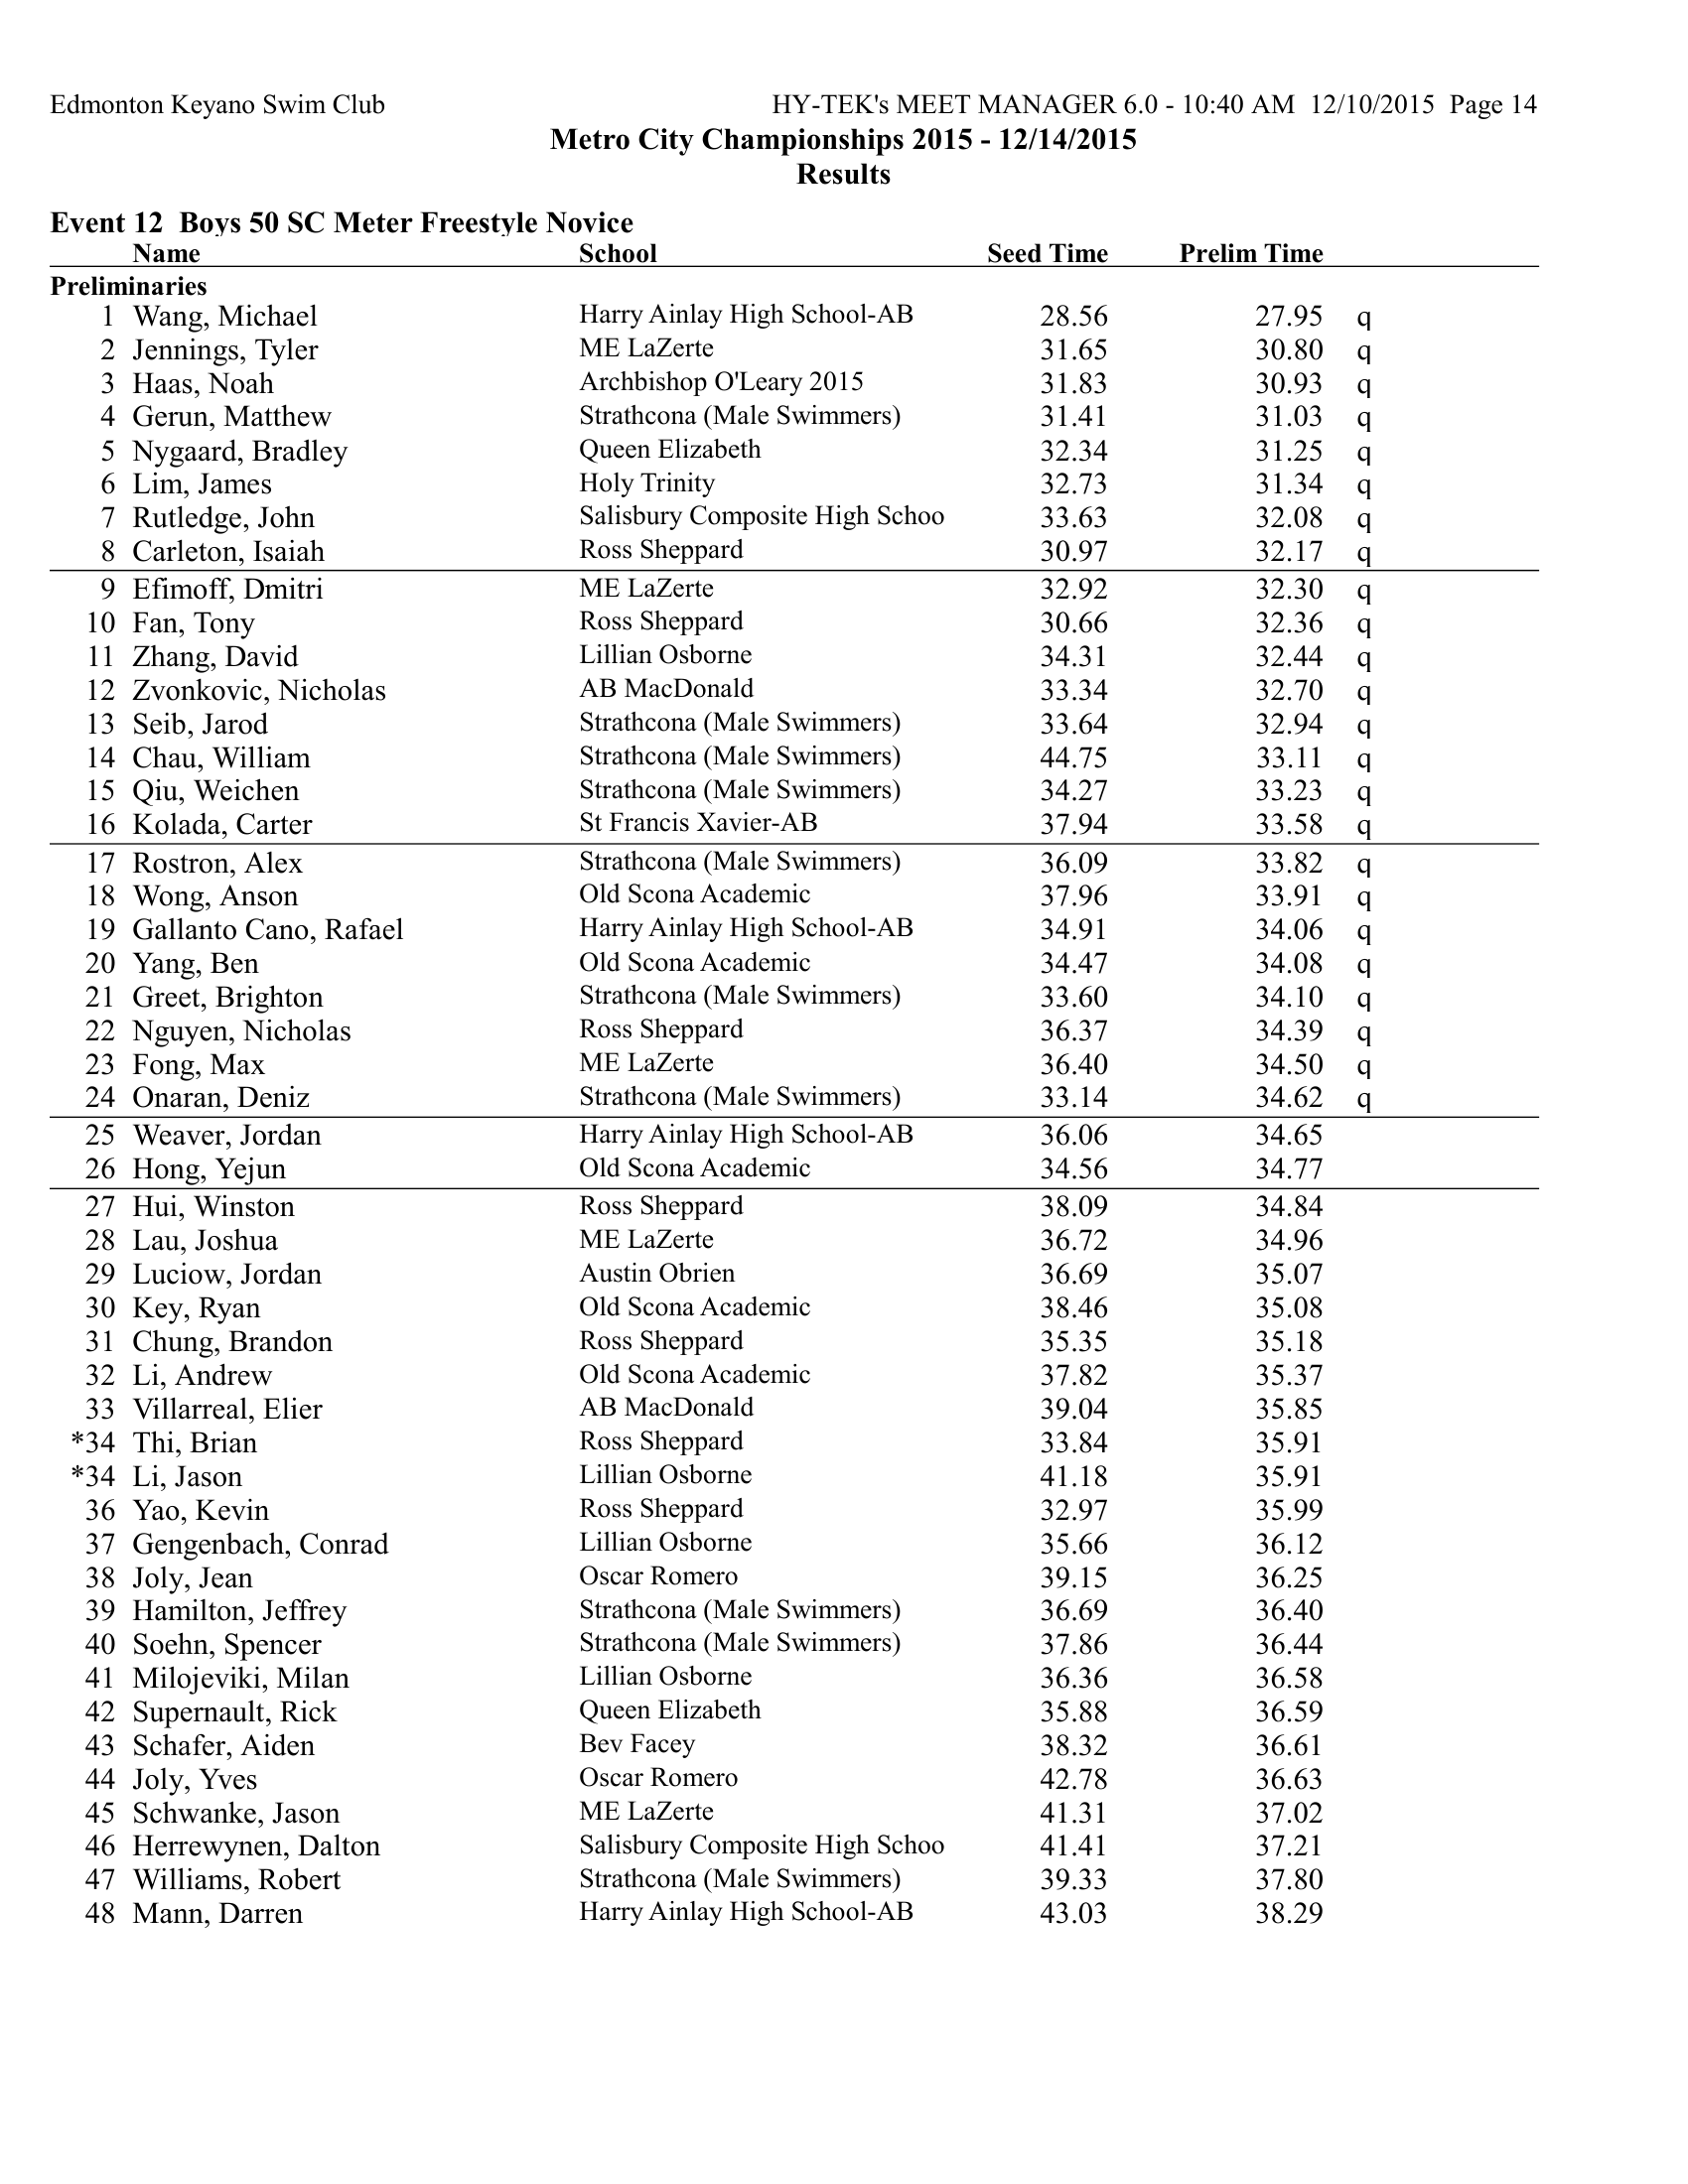 Edmonton Keyano Swim Club HY-TEK's MEET MANAGER 6.0 - 10:40 AM 12/10/2015 Page 14
Metro City Championships 2015 - 12/14/2015
Results
Event 12 Boys 50 SC Meter Freestyle Novice
Name School Seed Time Prelim Time
Preliminaries
1 Wang, Michael Harry Ainlay High School-AB 28.56 27.95 q
2 Jennings, Tyler ME LaZerte 31.65 30.80 q
3 Haas, Noah Archbishop O'Leary 2015 31.83 30.93 q
4 Gerun, Matthew Strathcona (Male Swimmers) 31.41 31.03 q
5 Nygaard, Bradley Queen Elizabeth 32.34 31.25 q
6 Lim, James Holy Trinity 32.73 31.34 q
7 Rutledge, John Salisbury Composite High Schoo 33.63 32.08 q
8 Carleton, Isaiah Ross Sheppard 30.97 32.17 q
9 Efimoff, Dmitri ME LaZerte 32.92 32.30 q
10 Fan, Tony Ross Sheppard 30.66 32.36 q
11 Zhang, David Lillian Osborne 34.31 32.44 q
12 Zvonkovic, Nicholas AB MacDonald 33.34 32.70 q
13 Seib, Jarod Strathcona (Male Swimmers) 33.64 32.94 q
14 Chau, William Strathcona (Male Swimmers) 44.75 33.11 q
15 Qiu, Weichen Strathcona (Male Swimmers) 34.27 33.23 q
16 Kolada, Carter St Francis Xavier-AB 37.94 33.58 q
17 Rostron, Alex Strathcona (Male Swimmers) 36.09 33.82 q
18 Wong, Anson Old Scona Academic 37.96 33.91 q
19 Gallanto Cano, Rafael Harry Ainlay High School-AB 34.91 34.06 q
20 Yang, Ben Old Scona Academic 34.47 34.08 q
21 Greet, Brighton Strathcona (Male Swimmers) 33.60 34.10 q
22 Nguyen, Nicholas Ross Sheppard 36.37 34.39 q
23 Fong, Max ME LaZerte 36.40 34.50 q
24 Onaran, Deniz Strathcona (Male Swimmers) 33.14 34.62 q
25 Weaver, Jordan Harry Ainlay High School-AB 36.06 34.65
26 Hong, Yejun Old Scona Academic 34.56 34.77
27 Hui, Winston Ross Sheppard 38.09 34.84
28 Lau, Joshua ME LaZerte 36.72 34.96
29 Luciow, Jordan Austin Obrien 36.69 35.07
30 Key, Ryan Old Scona Academic 38.46 35.08
31 Chung, Brandon Ross Sheppard 35.35 35.18
32 Li, Andrew Old Scona Academic 37.82 35.37
33 Villarreal, Elier AB MacDonald 39.04 35.85
*34 Thi, Brian Ross Sheppard 33.84 35.91
*34 Li, Jason Lillian Osborne 41.18 35.91
36 Yao, Kevin Ross Sheppard 32.97 35.99
37 Gengenbach, Conrad Lillian Osborne 35.66 36.12
38 Joly, Jean Oscar Romero 39.15 36.25
39 Hamilton, Jeffrey Strathcona (Male Swimmers) 36.69 36.40
40 Soehn, Spencer Strathcona (Male Swimmers) 37.86 36.44
41 Milojeviki, Milan Lillian Osborne 36.36 36.58
42 Supernault, Rick Queen Elizabeth 35.88 36.59
43 Schafer, Aiden Bev Facey 38.32 36.61
44 Joly, Yves Oscar Romero 42.78 36.63
45 Schwanke, Jason ME LaZerte 41.31 37.02
46 Herrewynen, Dalton Salisbury Composite High Schoo 41.41 37.21
47 Williams, Robert Strathcona (Male Swimmers) 39.33 37.80
48 Mann, Darren Harry Ainlay High School-AB 43.03 38.29